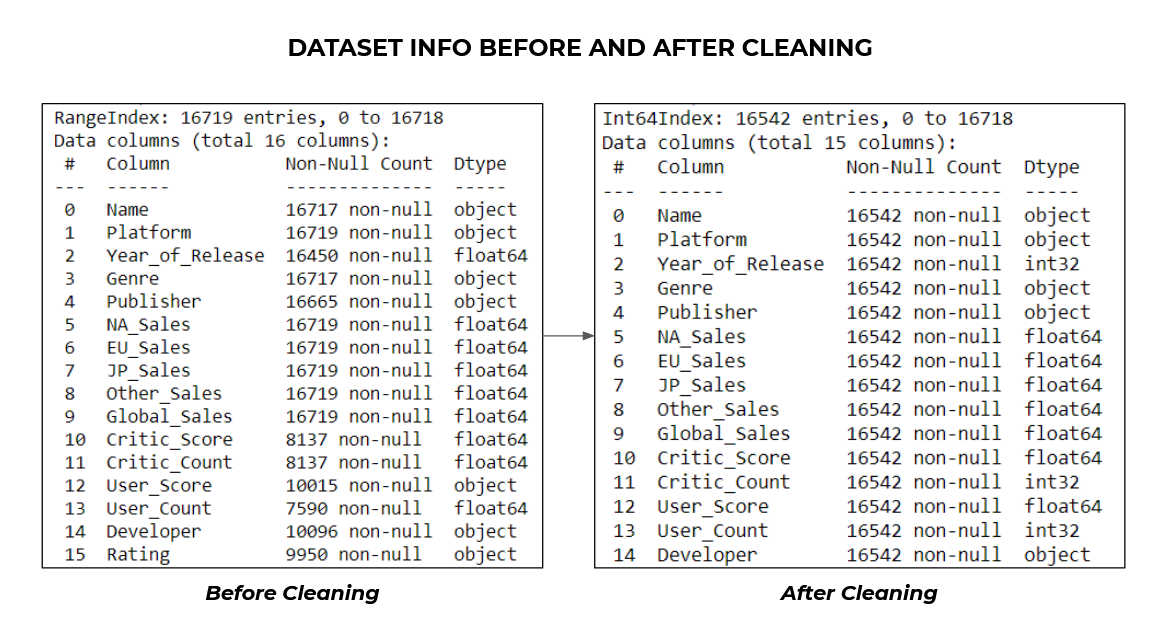 DATASET INFO BEFORE AND AFTER CLEANING
RangeIndex: 16719 entries, 0 to 16718
Data columns (total 16 columns):
# Column Non-Null Count Dtype
--- ------ -------------- -----
0 Name 16717 non-null object
1 Platform 16719 non-null object
2 Year_of_Release 16450 non-null float64
3 Genre 16717 non-null object
4 Publisher 16665 non-null object
5 NA_Sales 16719 non-null float64
6 EU_Sales 16719 non-null float64
7 JP_Sales 16719 non-null float64
8 Other_Sales 16719 non-null float64
9 Global_Sales 16719 non-null float64
10 Critic_Score 8137 non-null float64
11 Critic_Count 8137 non-null float64
12 User_Score 10015 non-null object
13 User_Count 7590 non-null float64
14 Developer 10096 non-null object
15 Rating 9950 non-null object
Before Cleaning
Int64Index: 16542 entries, 0 to 16718
Data columns (total 15 columns):
# Column Non-Null Count Dtype
--- ------ -------------- -----
0 Name 16542 non-null object
1 Platform 16542 non-null object
2 Year_of_Release 16542 non-null int32
3 Genre 16542 non-null object
4 Publisher 16542 non-null object
5 NA_Sales 16542 non-null float64
6 EU_Sales 16542 non-null float64
7 JP_Sales 16542 non-null float64
8 Other_Sales 16542 non-null float64
9 Global_Sales 16542 non-null float64
10 Critic_Score 16542 non-null float64
11 Critic_Count 16542 non-null int32
12 User_Score 16542 non-null float64
13 User_Count 16542 non-null int32
14 Developer 16542 non-null object
After Cleaning